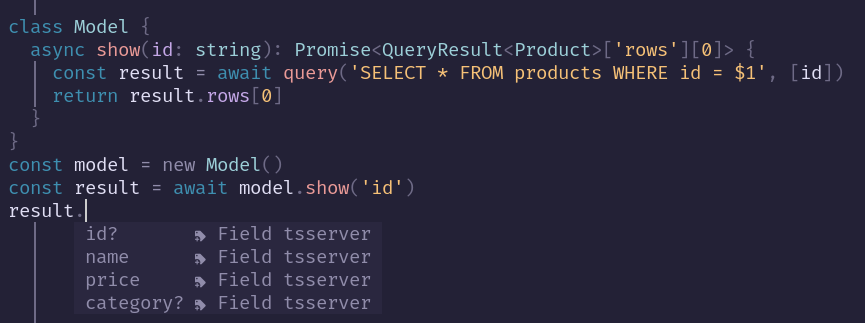 class Model {
async show(id: string): Promise<QueryResult<Product>['rows'][0]> {
const result = await query('SELECT * FROM products WHERE id = $1', [id])
return result.rows[0]
}
}
const model = new Model()
const result = await model.show('id')
result.
id? Field tsserver
name Field tsserver
price Field tsserver
category? Field tsserver